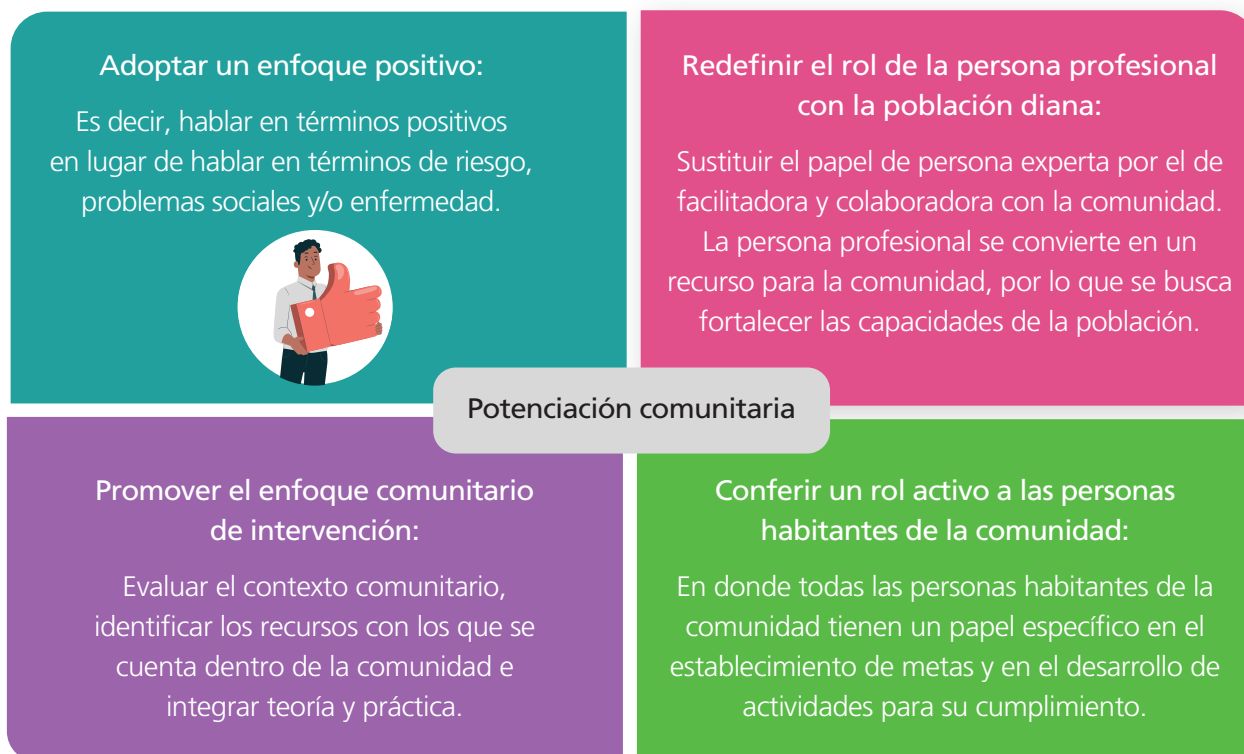 Adoptar un enfoque positivo:
Es decir, hablar en términos positivos
en lugar de hablar en términos de riesgo,
problemas sociales y/o enfermedad.
Redefinir el rol de la persona profesional
con la población diana:
Sustituir el papel de persona experta por el de
facilitadora y colaboradora con la comunidad.
La persona profesional se convierte en un
recurso para la comunidad, por lo que se busca
fortalecer las capacidades de la población.
Potenciación comunitaria
Promover el enfoque comunitario
de intervención:
Evaluar el contexto comunitario,
identificar los recursos con los que se
cuenta dentro de la comunidad e
integrar teoría y práctica.
Conferir un rol activo a las personas
habitantes de la comunidad:
En donde todas las personas habitantes de la
comunidad tienen un papel específico en el
establecimiento de metas y en el desarrollo de
actividades para su cumplimiento.